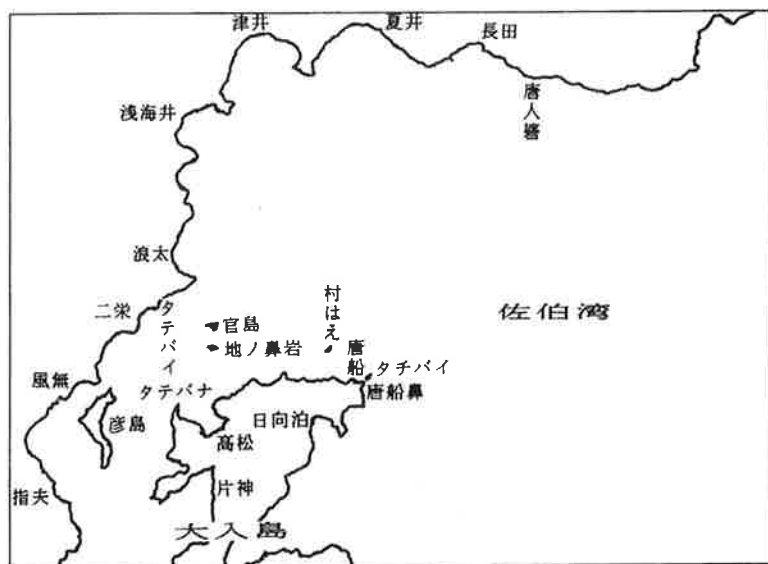 津井
夏井
長田
唐人碆
浅海井
浪太
二栄
タテバイ
官島
地ノ鼻岩
村はえ
唐船
タチバイ
唐船鼻
佐伯湾
風無
タテバナ
彦島
日向泊
高松
片神
指夫
大入島